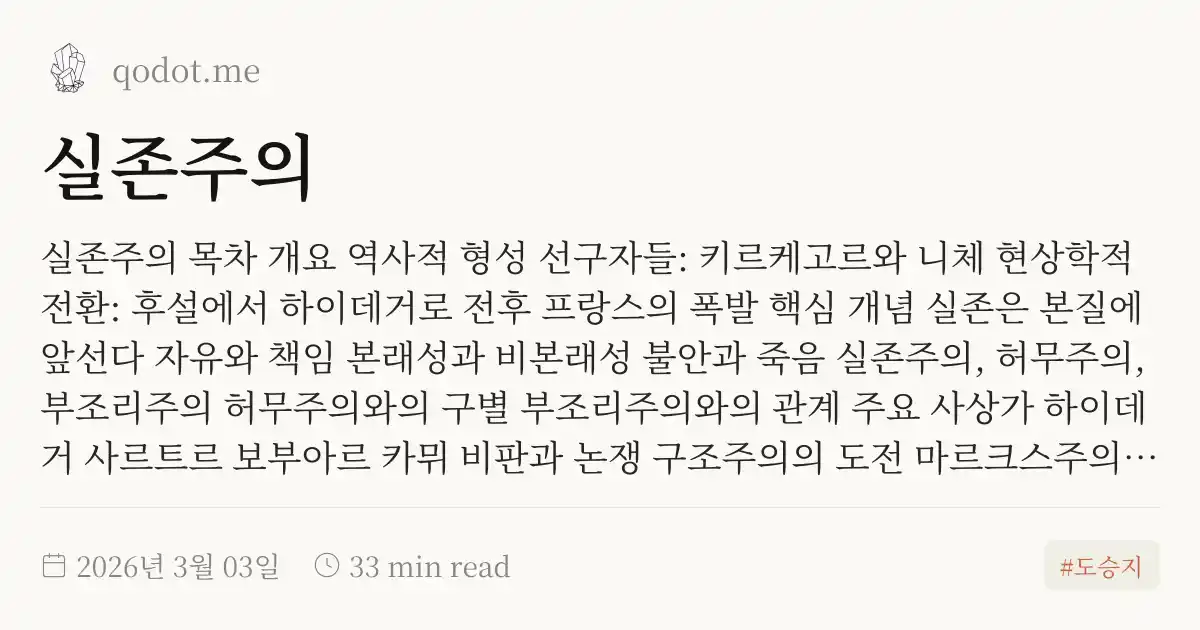 qodot.me
실존주의
실존주의 목차 개요 역사적 형성 선구자들: 키르케고르와 니체 현상학적
전환: 후설에서 하이데거로 전후 프랑스의 폭발 핵심 개념 실존은 본질에
앞선다 자유와 책임 본래성과 비본래성 불안과 죽음 실존주의, 허무주의,
부조리주의 허무주의와의 구별 부조리주의와의 관계 주요 사상가 하이데
거 사르트르 보부아르 카뮈 비판과 논쟁 구조주의의 도전 마르크스주의…
2026년 3월 03일 33 min read #도승지